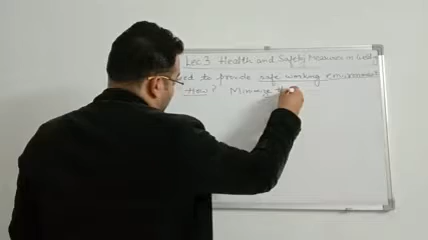 Lec 3 Health and Safety Measures in
to provide safe working environment?
How? Minimize